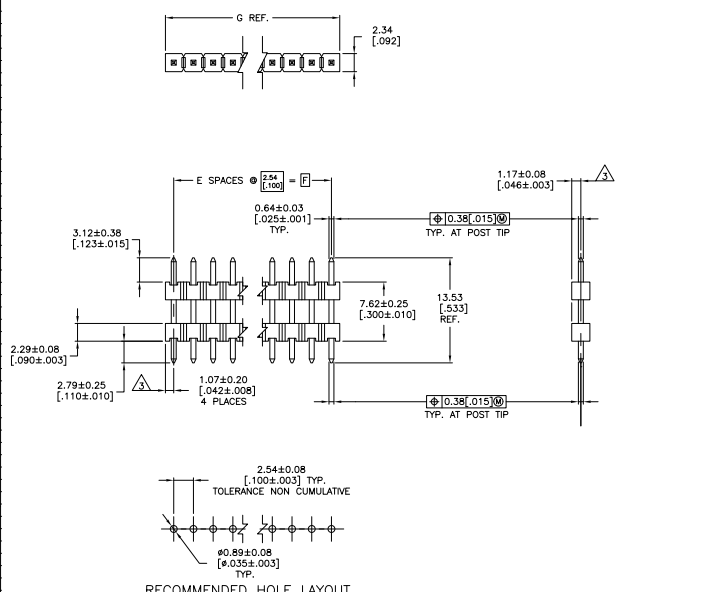 G REF.
2.34
[.092]
E SPACES @ 2.54 [.100] = F
1.17±0.08
[.046±.003]
3
0.64±0.03
[.025±.001]
TYP.
⌖ 0.38[.015]Ⓜ
TYP. AT POST TIP
3.12±0.38
[.123±.015]
7.62±0.25
[.300±.010]
13.53
[.533]
REF.
2.29±0.08
[.090±.003]
2.79±0.25
[.110±.010]
3
1.07±0.20
[.042±.008]
4 PLACES
⌖ 0.38[.015]Ⓜ
TYP. AT POST TIP
2.54±0.08
[.100±.003] TYP.
TOLERANCE NON CUMULATIVE
ø0.89±0.08
[ø.035±.003]
TYP.
RECOMMENDED HOLE LAYOUT